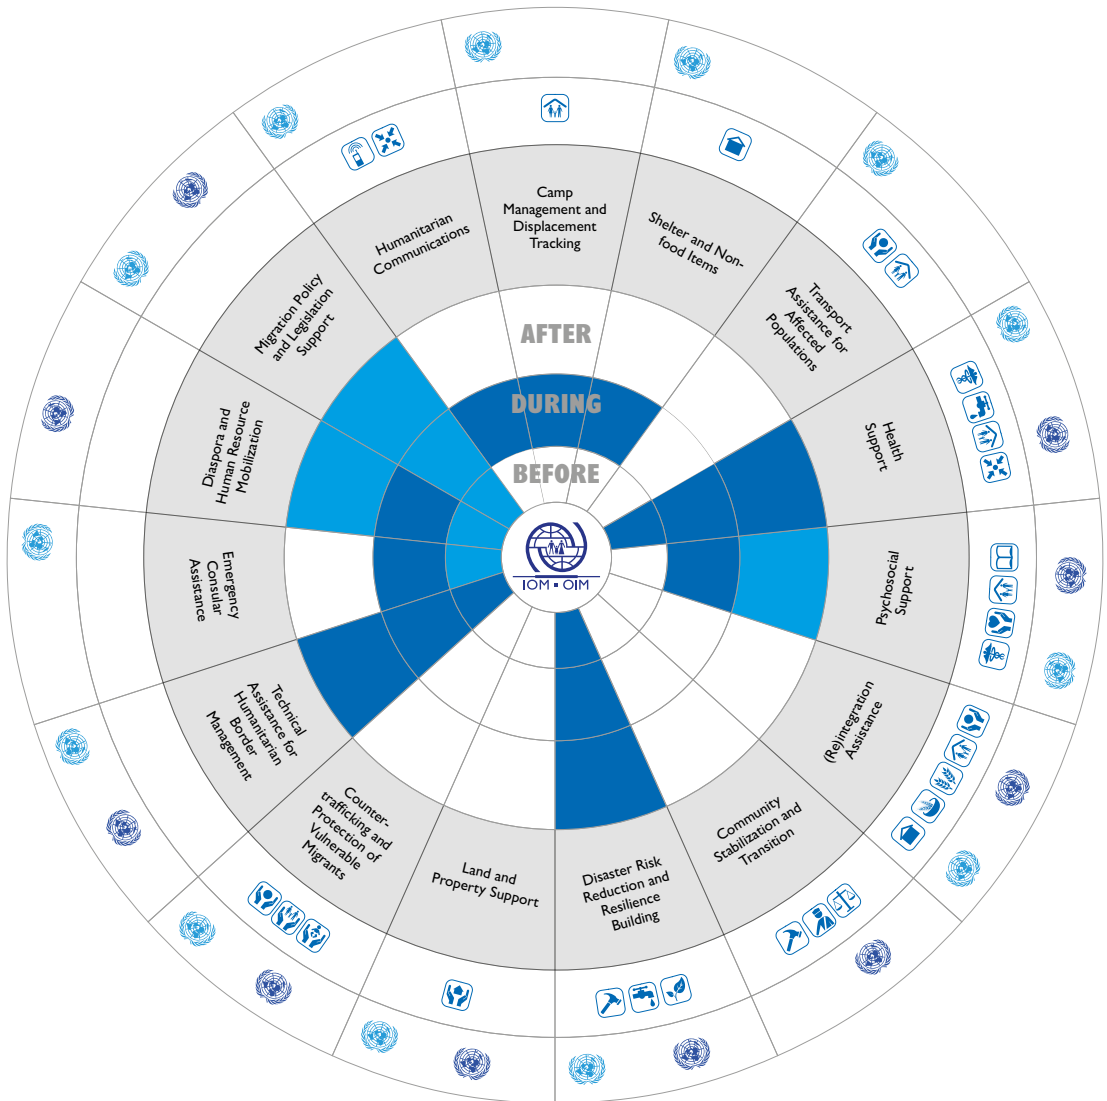 Camp
Management and
Displacement
Tracking
Shelter and Non-
food Items
Transport
Assistance for
Affected
Populations
Health
Support
Psychosocial
Support
(Re)integration
Assistance
Community
Stabilization and
Transition
Disaster Risk
Reduction and
Resilience
Building
Land and
Property Support
Counter-
trafficking and
Protection of
Vulnerable
Migrants
Technical
Assistance for
Humanitarian
Border
Management
Emergency
Consular
Assistance
Diaspora and
Human Resource
Mobilization
Migration Policy
and Legislation
Support
Humanitarian
Communications
AFTER
DURING
BEFORE
IOM • OIM